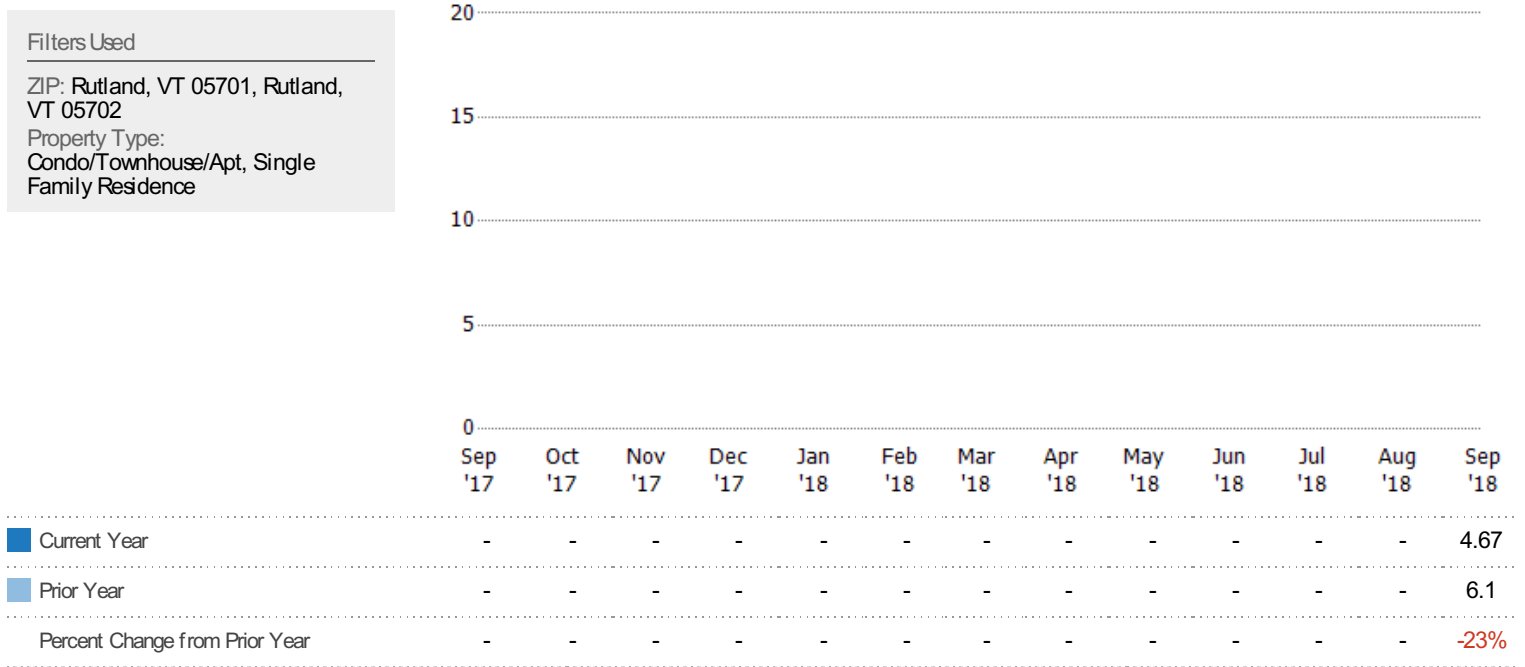 Filters Used
ZIP: Rutland, VT 05701, Rutland,
VT 05702
Property Type:
Condo/Townhouse/Apt, Single
Family Residence
20
15
10
5
0
Sep Oct Nov Dec Jan Feb Mar Apr May Jun Jul Aug Sep
'17 '17 '17 '17 '18 '18 '18 '18 '18 '18 '18 '18 '18
Current Year - - - - - - - - - - - - 4.67
Prior Year - - - - - - - - - - - - 6.1
Percent Change from Prior Year - - - - - - - - - - - - -23%